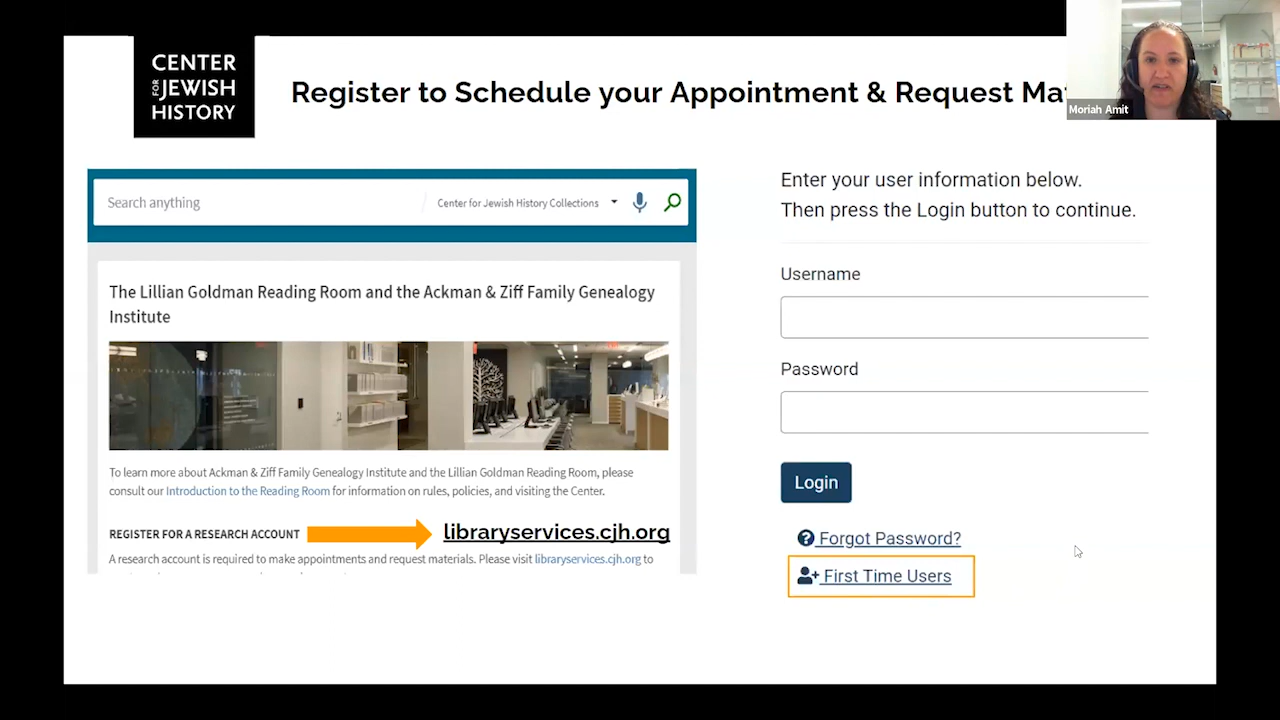 CENTER
FOR JEWISH
HISTORY
Register to Schedule your Appointment & Request
Moriah Amit
Search anything
Center for Jewish History Collections
The Lillian Goldman Reading Room and the Ackman & Ziff Family Genealogy
Institute
To learn more about Ackman & Ziff Family Genealogy Institute and the Lillian Goldman Reading Room, please
consult our Introduction to the Reading Room for information on rules, policies, and visiting the Center.
REGISTER FOR A RESEARCH ACCOUNT
libraryservices.cjh.org
A research account is required to make appointments and request materials. Please visit libraryservices.cjh.org to
Enter your user information below.
Then press the Login button to continue.
Username
Password
Login
Forgot Password?
First Time Users